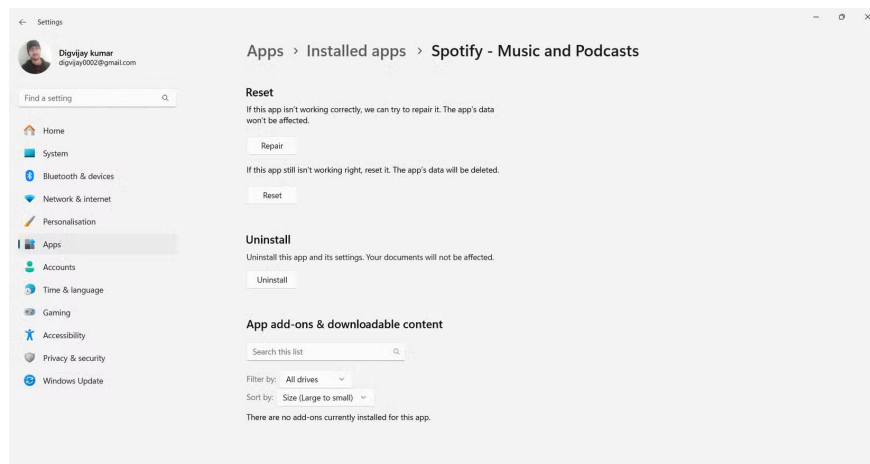 Settings
Digvijay kumar
digvijay0002@gmail.com
Find a setting
Home
System
Bluetooth & devices
Network & internet
Personalisation
Apps
Accounts
Time & language
Gaming
Accessibility
Privacy & security
Windows Update
Apps > Installed apps > Spotify - Music and Podcasts
Reset
If this app isn't working correctly, we can try to repair it. The app's data
won't be affected.
Repair
If this app still isn't working right, reset it. The app's data will be deleted.
Reset
Uninstall
Uninstall this app and its settings. Your documents will not be affected.
Uninstall
App add-ons & downloadable content
Search this list
Filter by: All drives
Sort by: Size (Large to small)
There are no add-ons currently installed for this app.